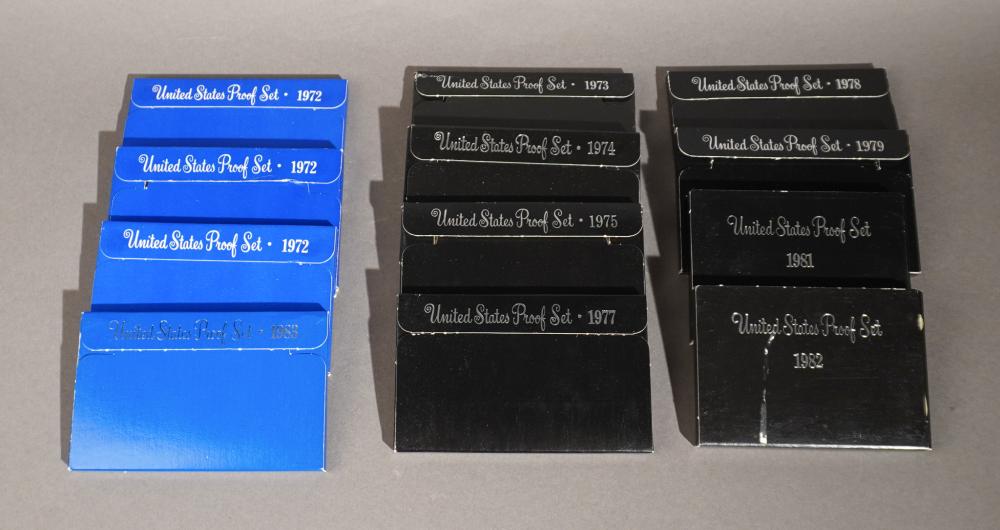 United States Proof Set • 1972
United States Proof Set • 1972
United States Proof Set • 1972
United States Proof Set • 1983
United States Proof Set • 1973
United States Proof Set • 1974
United States Proof Set • 1975
United States Proof Set • 1977
United States Proof Set • 1978
United States Proof Set • 1979
United States Proof Set
1981
United States Proof Set
1982